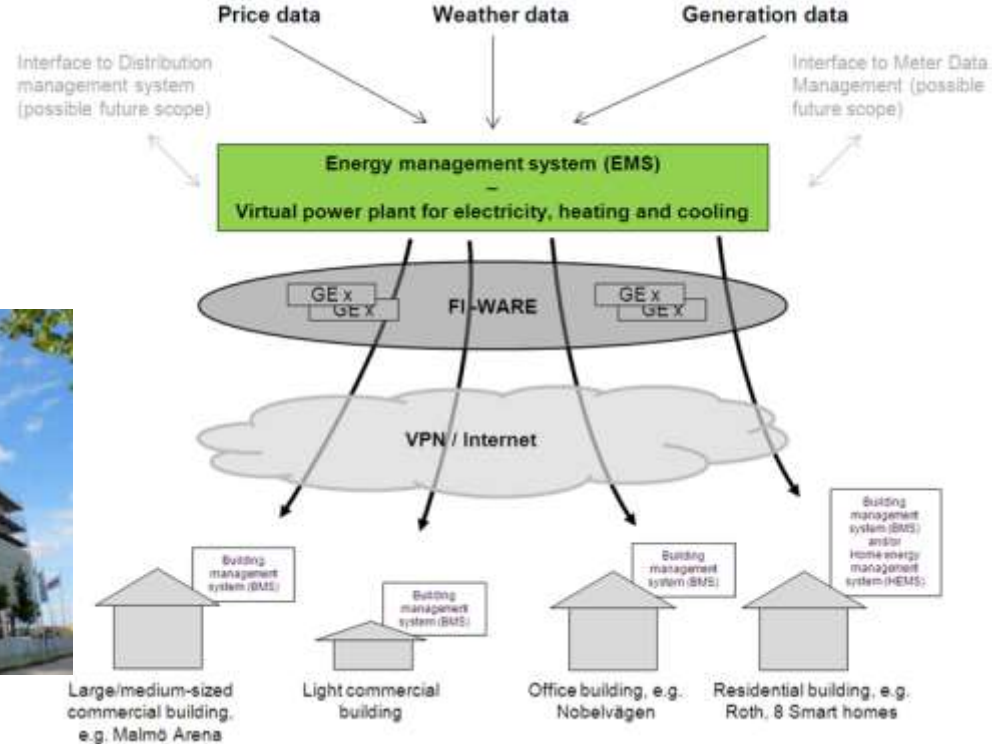 Price data
Weather data
Generation data
Interface to Distribution
management system
(possible future scope)
Interface to Meter Data
Management (possible
future scope)
Energy management system (EMS)
~
Virtual power plant for electricity, heating and cooling
GE x
GE x
FI-WARE
GE x
GE x
VPN / Internet
Building
management
system (BMS)
Building
management
system (BMS)
Building
management
system (BMS)
Building
management
system (BMS)
and/or
Home energy
management
system (HEMS)
Large/medium-sized
commercial building,
e.g. Malmö Arena
Light commercial
building
Office building, e.g.
Nobelvägen
Residential building, e.g.
Roth, 8 Smart homes